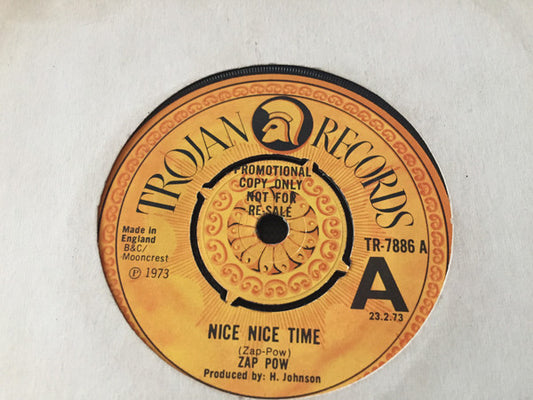 TROJAN RECORDS
PROMOTIONAL
COPY ONLY
NOT FOR
RE-SALE
Made in
England
B&C/
Mooncrest
℗ 1973
TR-7886 A
A
23.2.73
NICE NICE TIME
(Zap-Pow)
ZAP POW
Produced by: H. Johnson